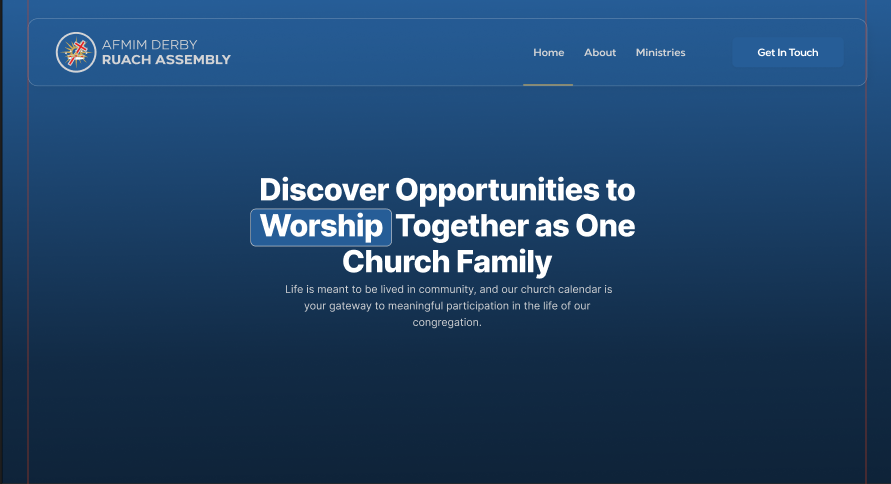 AFMIM DERBY
RUACH ASSEMBLY
Home About Ministries Get In Touch
Discover Opportunities to
Worship Together as One
Church Family
Life is meant to be lived in community, and our church calendar is
your gateway to meaningful participation in the life of our
congregation.